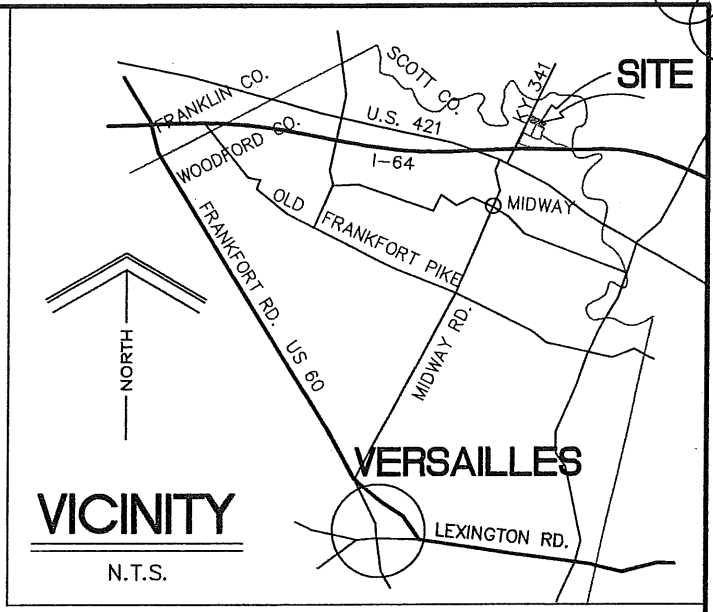 SCOTT CO.
KY 341
SITE
FRANKLIN CO.
U.S. 421
WOODFORD CO.
I-64
OLD FRANKFORT PIKE
MIDWAY
FRANKFORT RD. US 60
MIDWAY RD.
NORTH
VERSAILLES
VICINITY
LEXINGTON RD.
N.T.S.